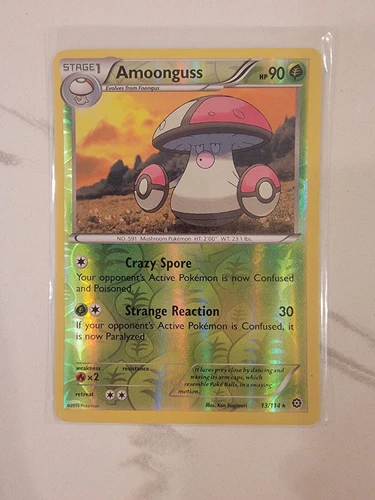 STAGE1
Amoonguss
HP90
Evolves from Foongus
NO. 591 Mushroom Pokémon HT: 2'00" WT: 23.1 lbs.
Crazy Spore
Your opponent's Active Pokémon is now Confused
and Poisoned.
Strange Reaction 30
If your opponent's Active Pokémon is Confused, it
is now Paralyzed.
weakness resistance
×2
retreat
It lures prey close by dancing and
waving its arm caps, which
resemble Poké Balls, in a swaying
motion.
Illus. Ken Sugimori
13/114 ★